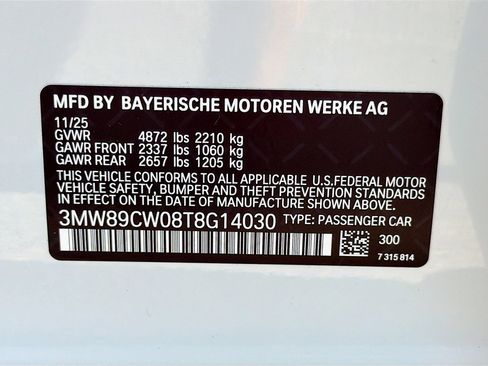 MFD BY BAYERISCHE MOTOREN WERKE AG
11/25
GVWR 4872 lbs 2210 kg
GAWR FRONT 2337 lbs 1060 kg
GAWR REAR 2657 lbs 1205 kg
THIS VEHICLE CONFORMS TO ALL APPLICABLE U.S.FEDERAL MOTOR
VEHICLE SAFETY, BUMPER AND THEFT PREVENTION STANDARDS
IN EFFECT ON THE DATE OF MANUFACTURE SHOWN ABOVE.
3MW89CW08T8G14030 TYPE: PASSENGER CAR
300
7 315 814